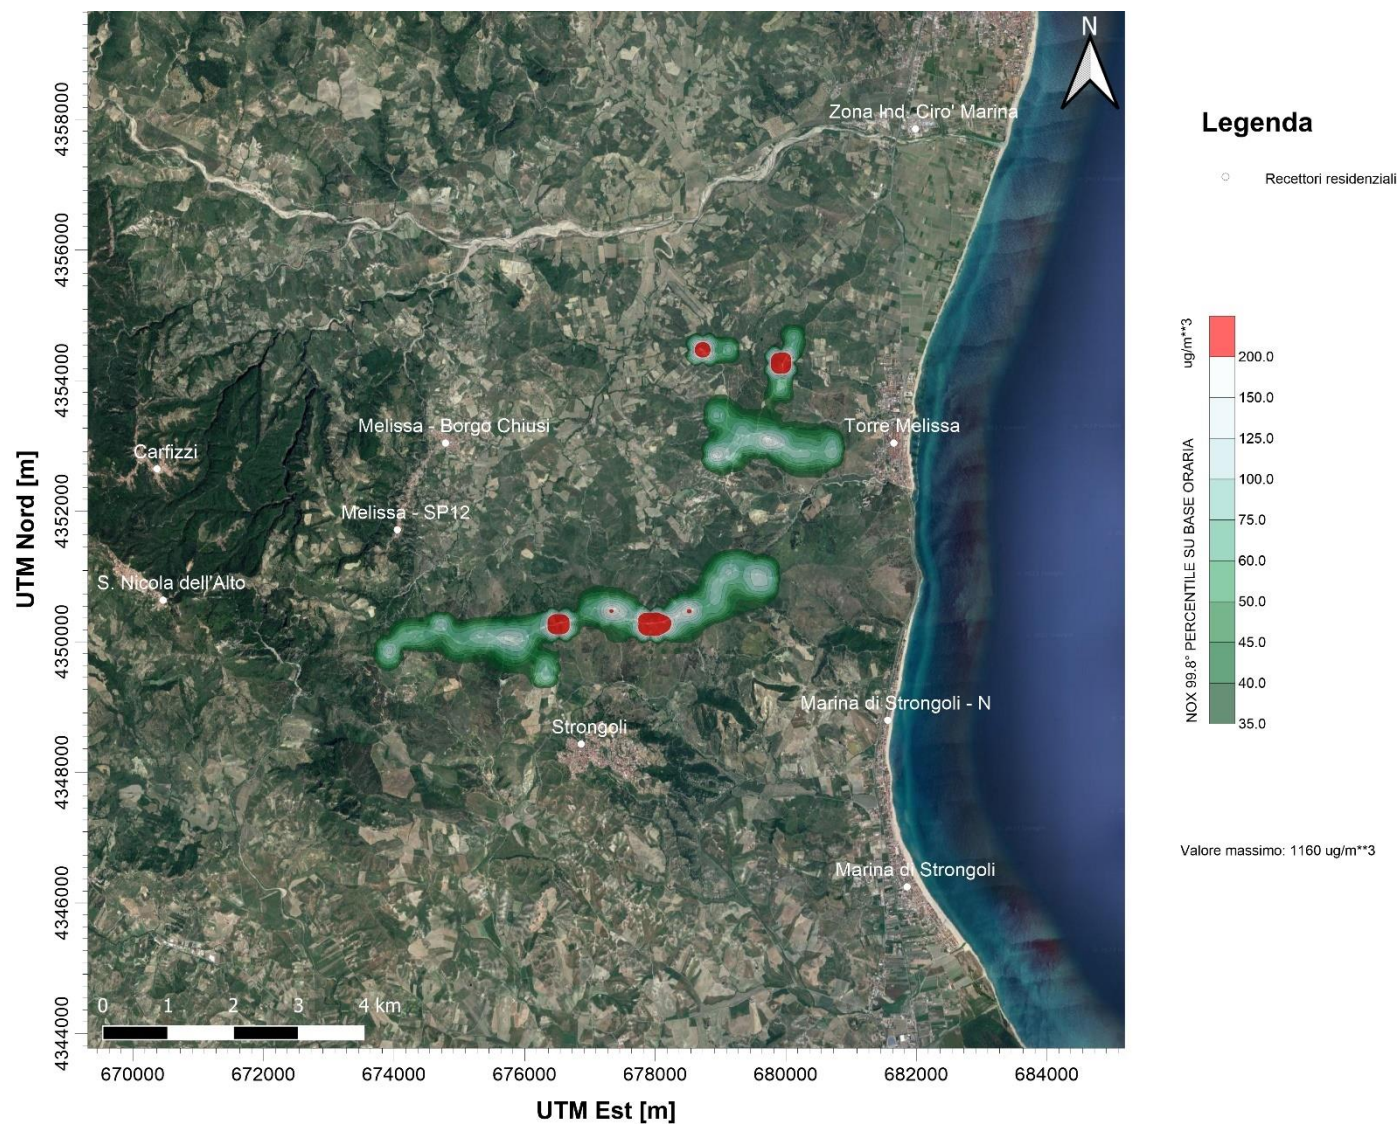 N
Zona Ind. Ciro' Marina
Torre Melissa
Melissa - Borgo Chiusi
Carfizzi
Melissa - SP12
S. Nicola dell'Alto
Marina di Strongoli - N
Strongoli
Marina di Strongoli
0 1 2 3 4 km
UTM Nord [m]
4358000
4356000
4354000
4352000
4350000
4348000
4346000
4344000
670000 672000 674000 676000 678000 680000 682000 684000
UTM Est [m]
Legenda
Recettori residenziali
ug/m**3
NOX 99.8° PERCENTILE SU BASE ORARIA
200.0
150.0
125.0
100.0
75.0
60.0
50.0
45.0
40.0
35.0
Valore massimo: 1160 ug/m**3